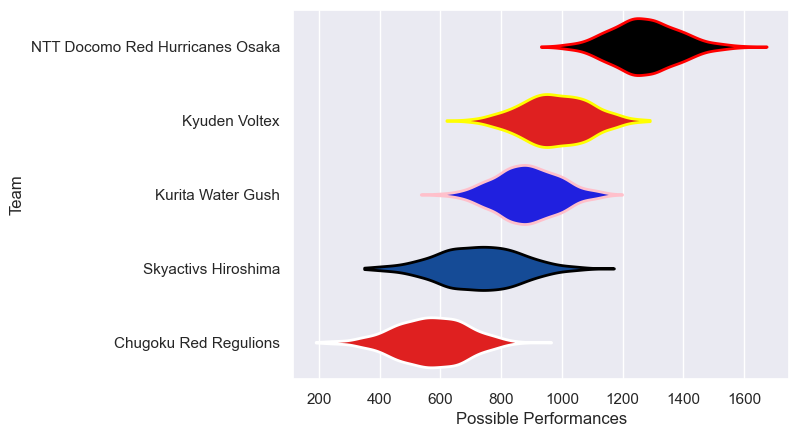 NTT Docomo Red Hurricanes Osaka
Kyuden Voltex
Kurita Water Gush
Skyactivs Hiroshima
Chugoku Red Regulions
Team
200 400 600 800 1000 1200 1400 1600
Possible Performances